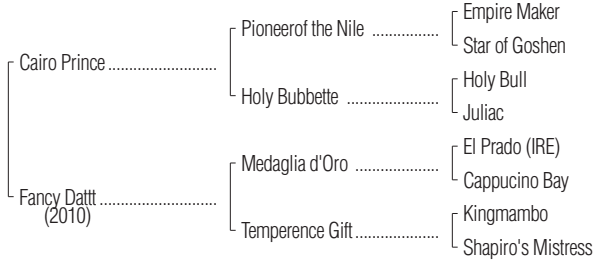 Empire Maker
Pioneerof the Nile ................
Star of Goshen
Cairo Prince ...........................
Holy Bull
Holy Bubbette ......................
Juliac
El Prado (IRE)
Medaglia d'Oro ....................
Cappucino Bay
Fancy Dattt .............................
(2010)
Kingmambo
Temperence Gift ....................
Shapiro's Mistress